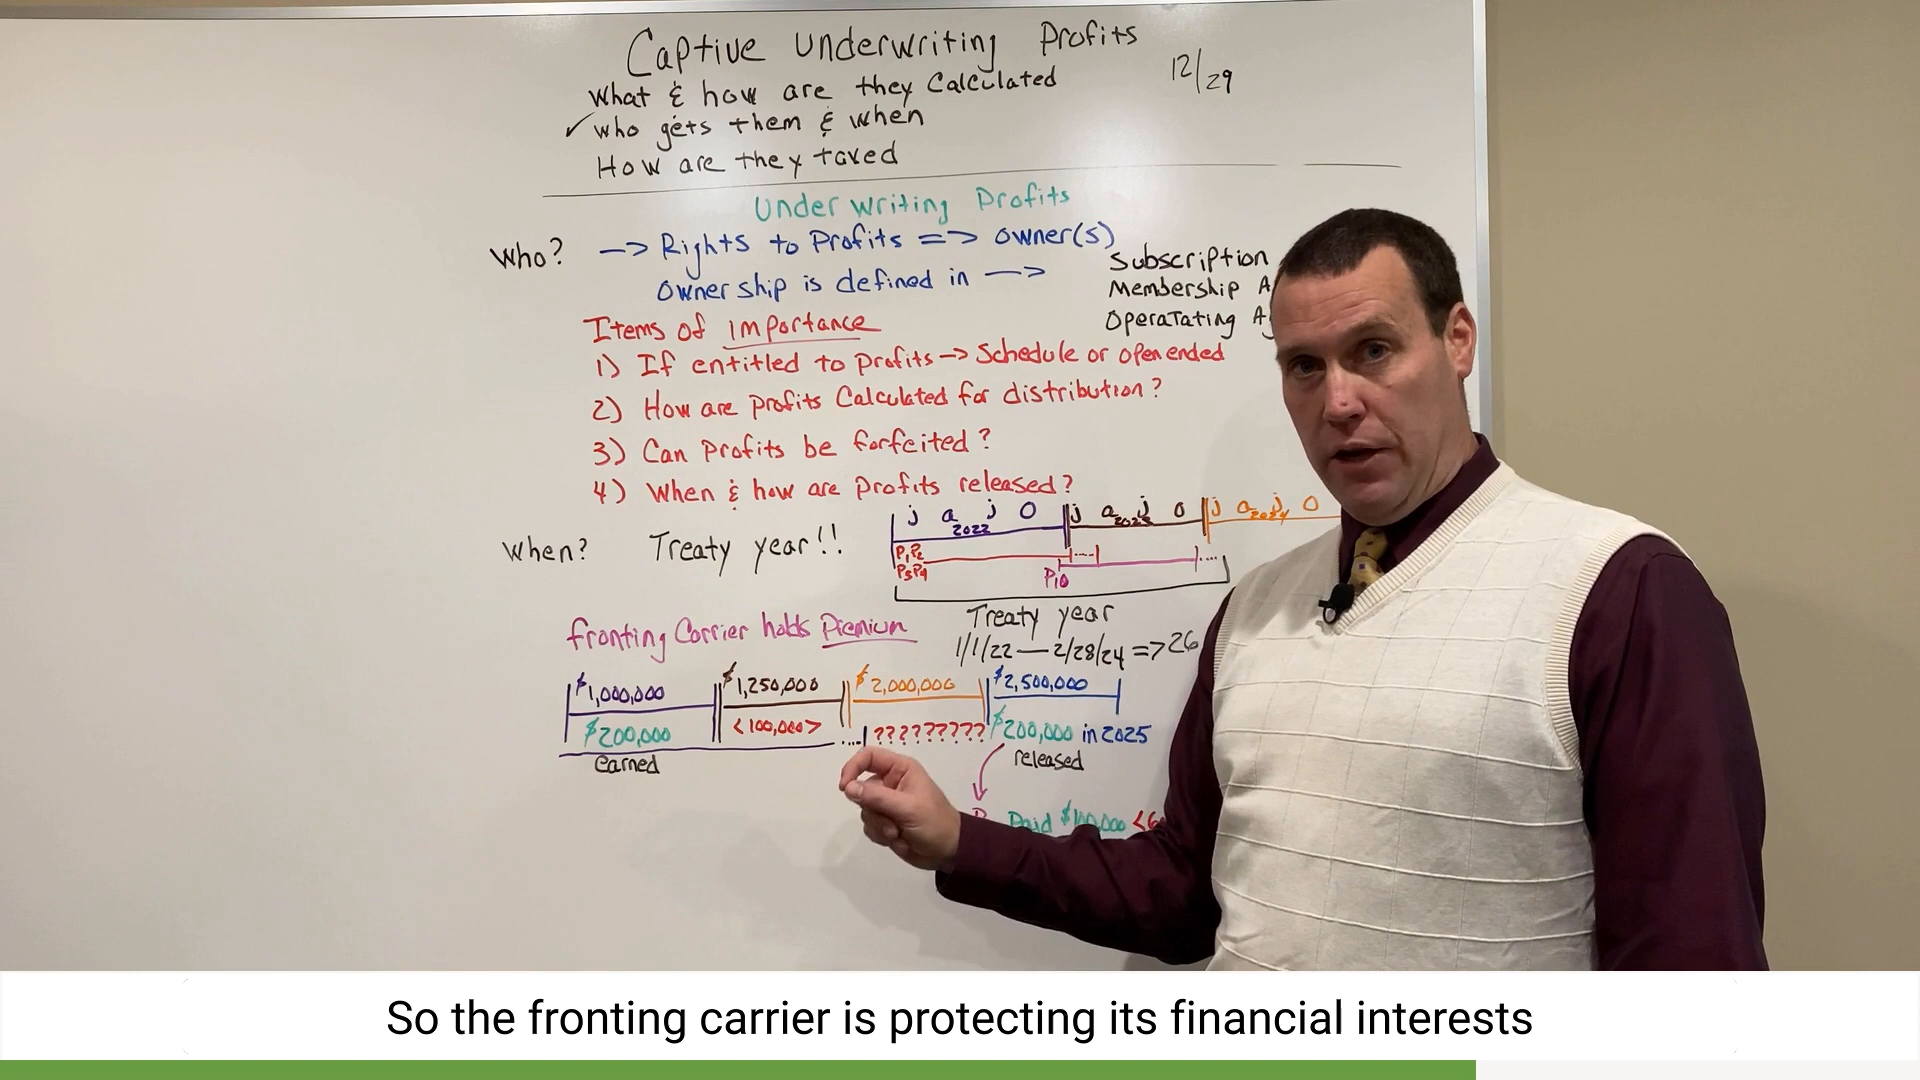 Captive Underwriting Profits
12/29
What & how are they Calculated
✓ who gets them & when
How are they taxed
Under writing Profits
Who? --> Rights to Profits => owner(s)
Ownership is defined in -->
Subscription
Membership A
OperaTating A
Items of importance
1) If entitled to profits -> Schedule or open ended
2) How are profits Calculated for distribution?
3) Can Profits be forfeited?
4) When & how are Profits released?
j a j O j a j o j a j O
2022 2023 2024
When? Treaty year!!
P1 P2
P3 P4
P10
Treaty year
1/1/22 — 2/28/24 => 26
fronting Carrier holds Premium
$1,000,000 $1,250,000 $2,000,000 $2,500,000
$200,000 <100,000> ????????? $200,000 in 2025
earned
released
Paid $100,000
So the fronting carrier is protecting its financial interests